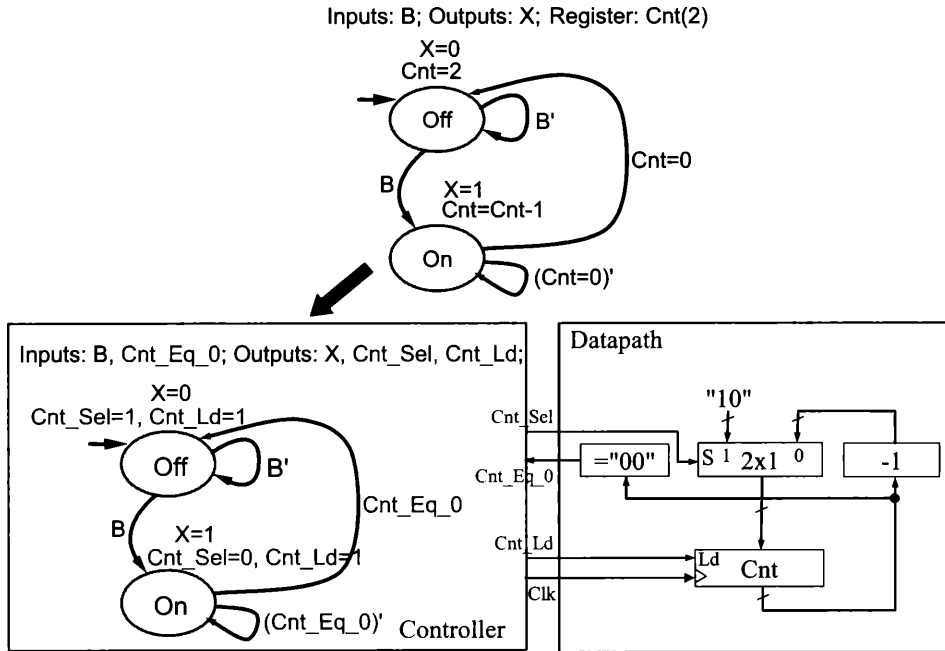 Inputs: B; Outputs: X; Register: Cnt(2)
X=0
Cnt=2
Off
B'
B
Cnt=0
X=1
Cnt=Cnt-1
On
(Cnt=0)'
Inputs: B, Cnt_Eq_0; Outputs: X, Cnt_Sel, Cnt_Ld;
X=0
Cnt_Sel=1, Cnt_Ld=1
Off
B'
B
Cnt_Eq_0
X=1
Cnt_Sel=0, Cnt_Ld=1
On
(Cnt_Eq_0)'
Controller
Cnt_Sel
Cnt_Eq_0
Cnt_Ld
Clk
Datapath
"10"
="00"
S 1 2x1 0
-1
Ld
Cnt